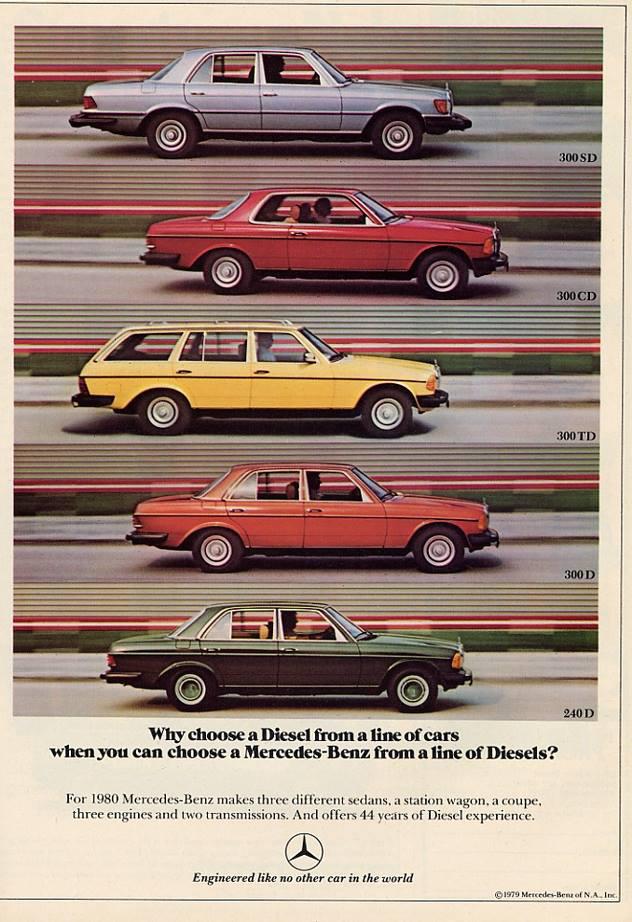 300 SD
300 CD
300 TD
300 D
240 D
Why choose a Diesel from a line of cars
when you can choose a Mercedes-Benz from a line of Diesels?
For 1980 Mercedes-Benz makes three different sedans, a station wagon, a coupe,
three engines and two transmissions. And offers 44 years of Diesel experience.
Engineered like no other car in the world
©1979 Mercedes-Benz of N.A., Inc.